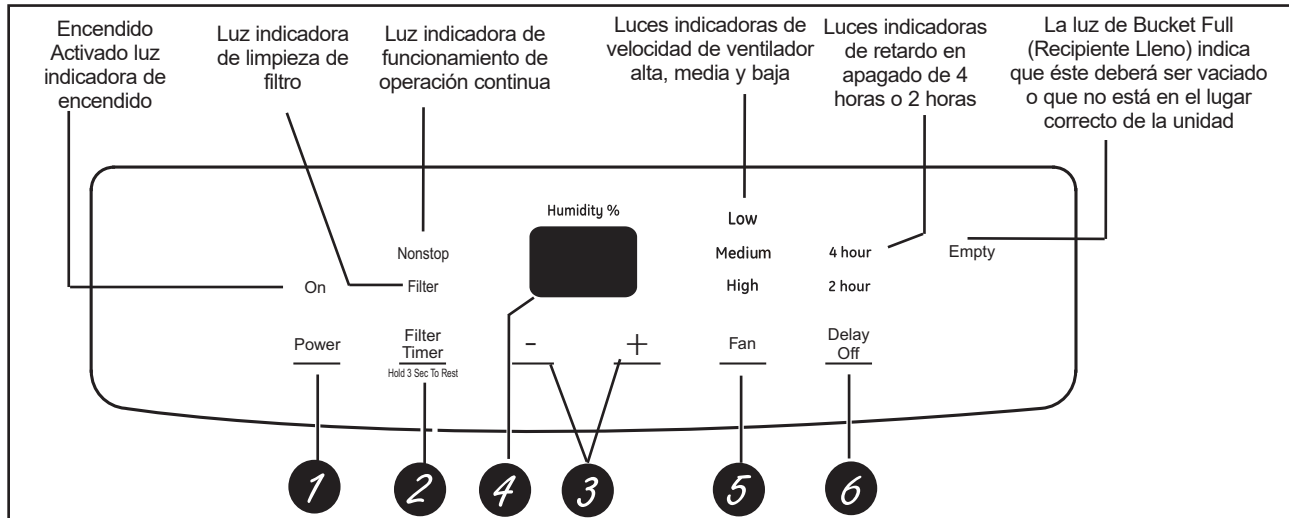 Encendido
Activado luz
indicadora de
encendido
Luz indicadora
de limpieza de
filtro
Luz indicadora de
funcionamiento de
operación continua
Luces indicadoras de
velocidad de ventilador
alta, media y baja
Luces indicadoras
de retardo en
apagado de 4
horas o 2 horas
La luz de Bucket Full
(Recipiente Lleno) indica
que éste deberá ser vaciado
o que no está en el lugar
correcto de la unidad
Humidity %
Low
Nonstop
Medium
4 hour
Empty
On
Filter
High
2 hour
Power
Filter
Timer
Hold 3 Sec To Rest
-
+
Fan
Delay
Off
1
2
4
3
5
6